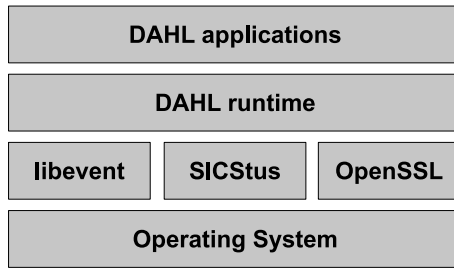 DAHL applications
DAHL runtime
libevent SICStus OpenSSL
Operating System